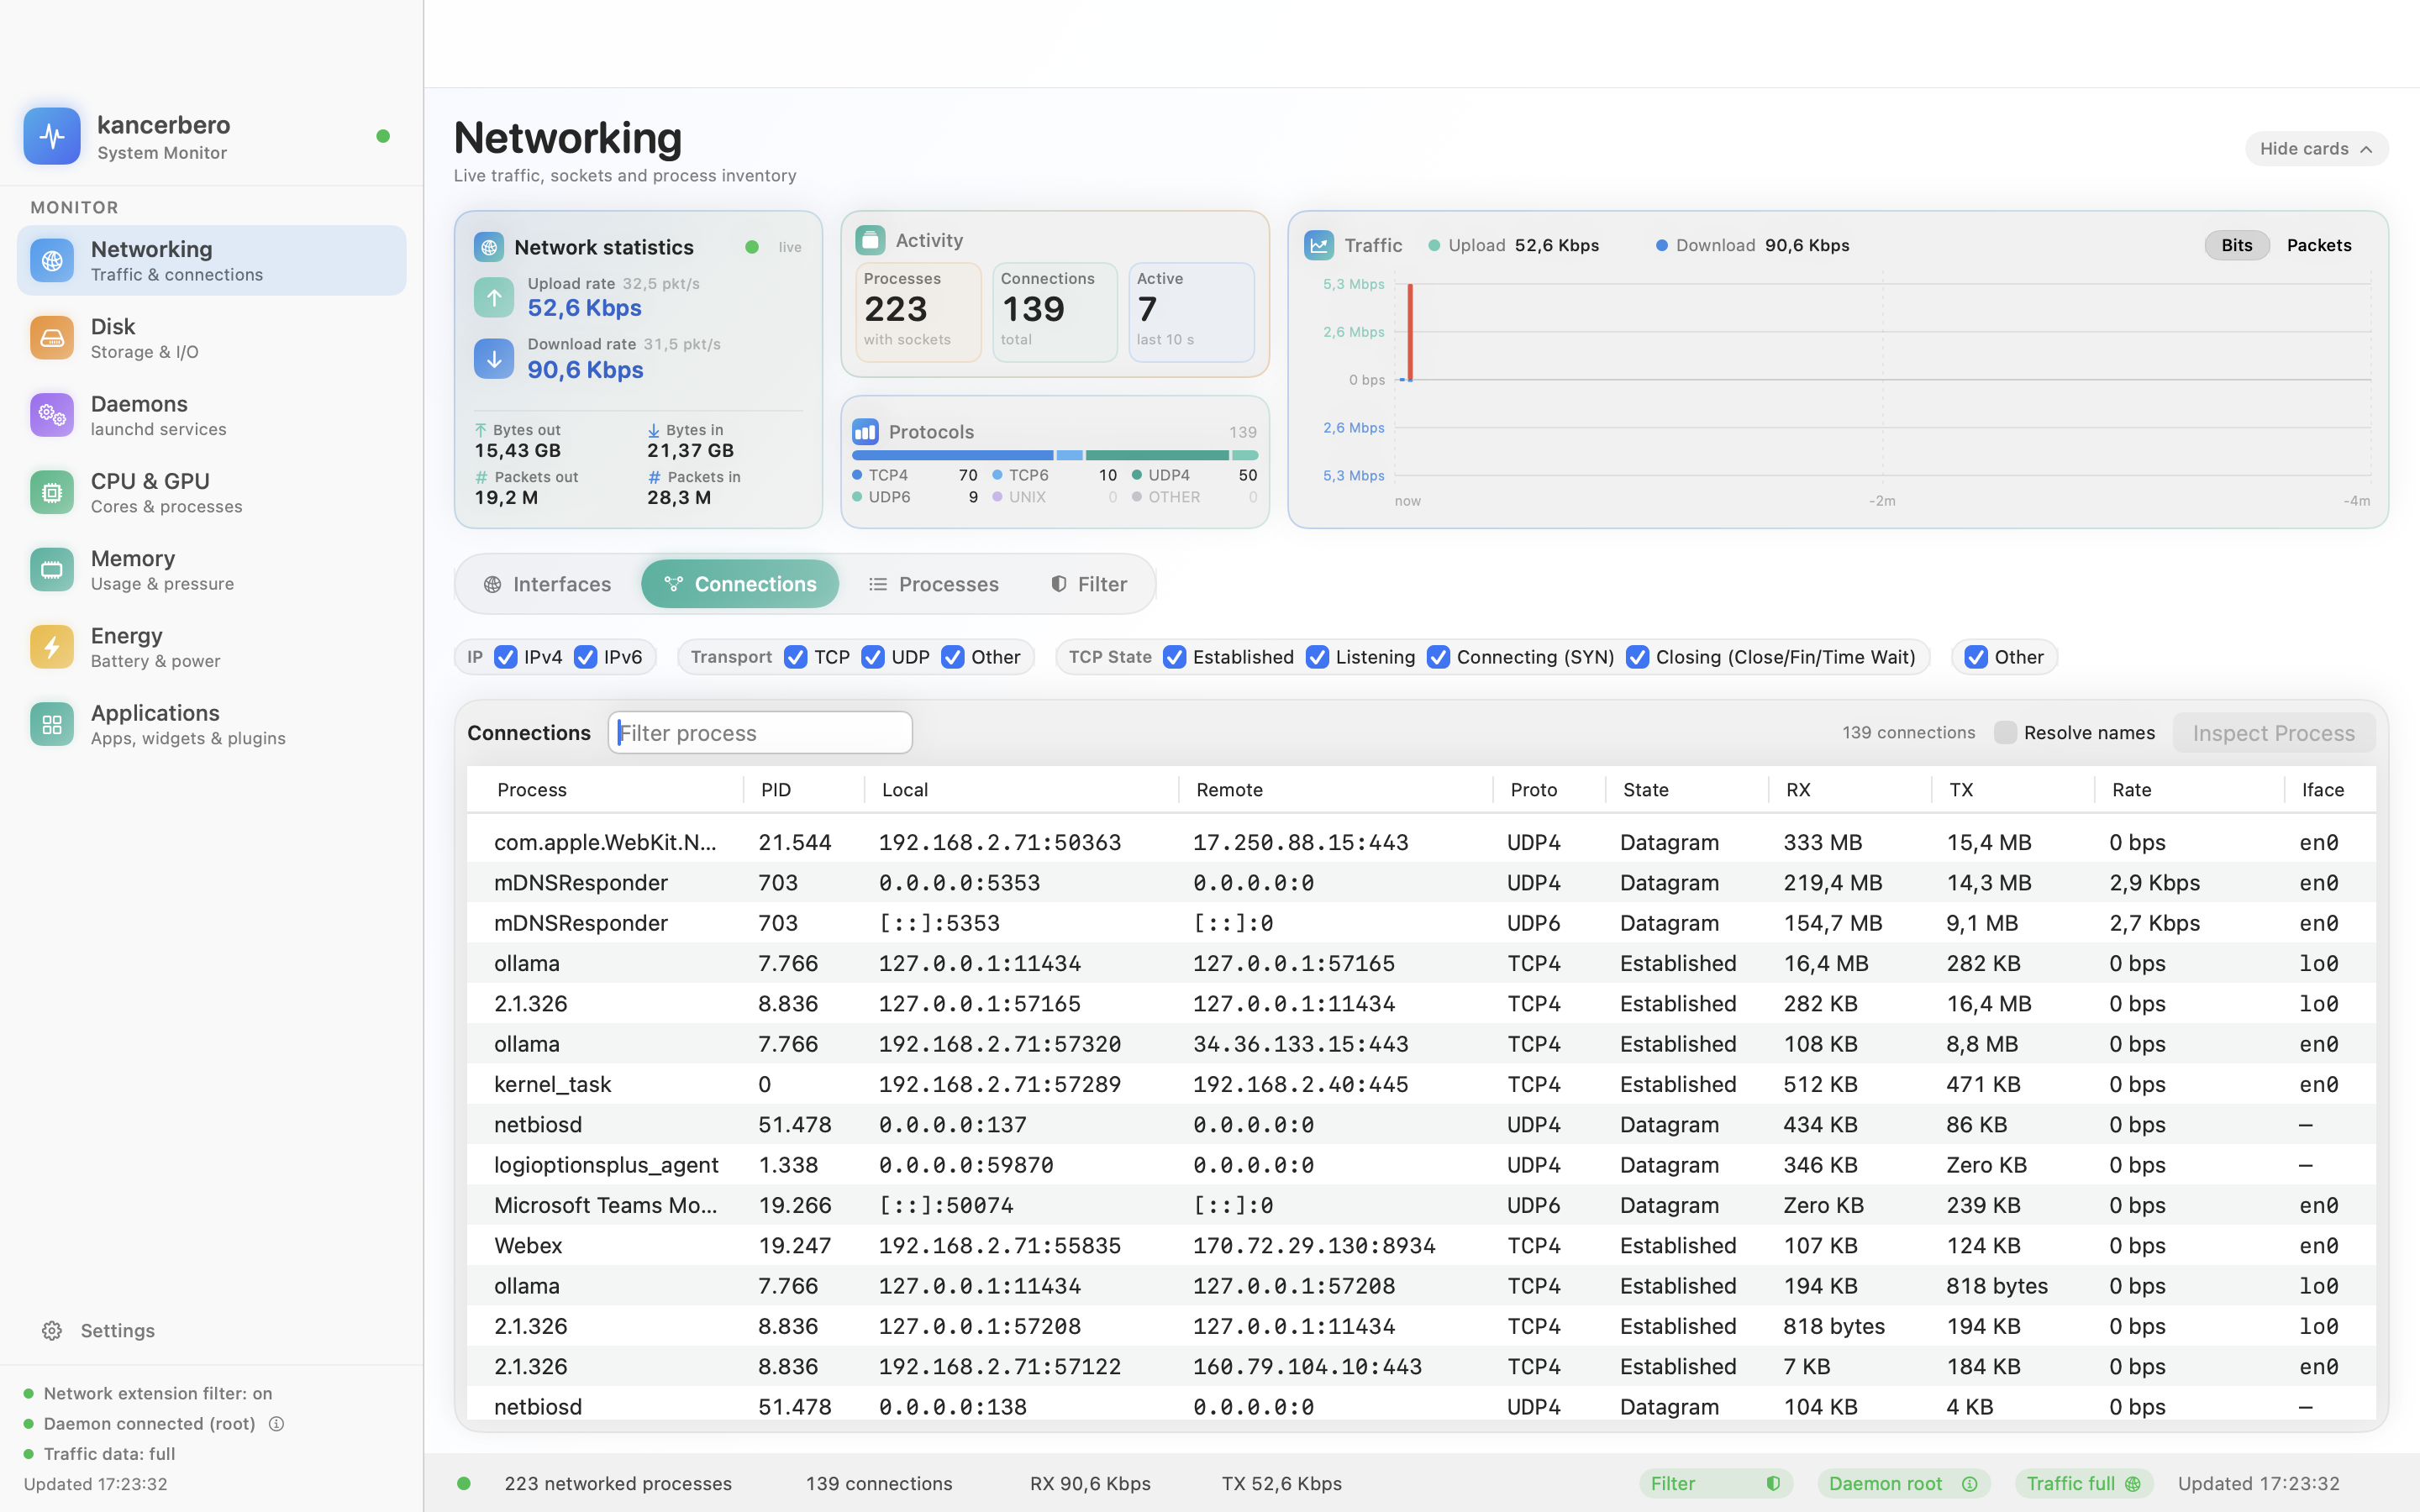 kancerbero
System Monitor
MONITOR
Networking
Traffic & connections
Disk
Storage & I/O
Daemons
launchd services
CPU & GPU
Cores & processes
Memory
Usage & pressure
Energy
Battery & power
Applications
Apps, widgets & plugins
Settings
Network extension filter: on
Daemon connected (root)
Traffic data: full
Updated 17:23:32
Networking
Live traffic, sockets and process inventory
Hide cards
Network statistics live
Upload rate 32,5 pkt/s
52,6 Kbps
Download rate 31,5 pkt/s
90,6 Kbps
Bytes out Bytes in
15,43 GB 21,37 GB
# Packets out # Packets in
19,2 M 28,3 M
Activity
Processes Connections Active
223 139 7
with sockets total last 10 s
Protocols 139
TCP4 70 TCP6 10 UDP4 50
UDP6 9 UNIX 0 OTHER 0
Traffic Upload 52,6 Kbps Download 90,6 Kbps Bits Packets
5,3 Mbps
2,6 Mbps
0 bps
2,6 Mbps
5,3 Mbps
now -2m -4m
Interfaces Connections Processes Filter
IP IPv4 IPv6 Transport TCP UDP Other TCP State Established Listening Connecting (SYN) Closing (Close/Fin/Time Wait) Other
Connections Filter process 139 connections Resolve names Inspect Process
Process PID Local Remote Proto State RX TX Rate Iface
com.apple.WebKit.N... 21.544 192.168.2.71:50363 17.250.88.15:443 UDP4 Datagram 333 MB 15,4 MB 0 bps en0
mDNSResponder 703 0.0.0.0:5353 0.0.0.0:0 UDP4 Datagram 219,4 MB 14,3 MB 2,9 Kbps en0
mDNSResponder 703 [::]:5353 [::]:0 UDP6 Datagram 154,7 MB 9,1 MB 2,7 Kbps en0
ollama 7.766 127.0.0.1:11434 127.0.0.1:57165 TCP4 Established 16,4 MB 282 KB 0 bps lo0
2.1.326 8.836 127.0.0.1:57165 127.0.0.1:11434 TCP4 Established 282 KB 16,4 MB 0 bps lo0
ollama 7.766 192.168.2.71:57320 34.36.133.15:443 TCP4 Established 108 KB 8,8 MB 0 bps en0
kernel_task 0 192.168.2.71:57289 192.168.2.40:445 TCP4 Established 512 KB 471 KB 0 bps en0
netbiosd 51.478 0.0.0.0:137 0.0.0.0:0 UDP4 Datagram 434 KB 86 KB 0 bps —
logioptionsplus_agent 1.338 0.0.0.0:59870 0.0.0.0:0 UDP4 Datagram 346 KB Zero KB 0 bps —
Microsoft Teams Mo... 19.266 [::]:50074 [::]:0 UDP6 Datagram Zero KB 239 KB 0 bps en0
Webex 19.247 192.168.2.71:55835 170.72.29.130:8934 TCP4 Established 107 KB 124 KB 0 bps en0
ollama 7.766 127.0.0.1:11434 127.0.0.1:57208 TCP4 Established 194 KB 818 bytes 0 bps lo0
2.1.326 8.836 127.0.0.1:57208 127.0.0.1:11434 TCP4 Established 818 bytes 194 KB 0 bps lo0
2.1.326 8.836 192.168.2.71:57122 160.79.104.10:443 TCP4 Established 7 KB 184 KB 0 bps en0
netbiosd 51.478 0.0.0.0:138 0.0.0.0:0 UDP4 Datagram 104 KB 4 KB 0 bps —
223 networked processes 139 connections RX 90,6 Kbps TX 52,6 Kbps Filter Daemon root Traffic full Updated 17:23:32